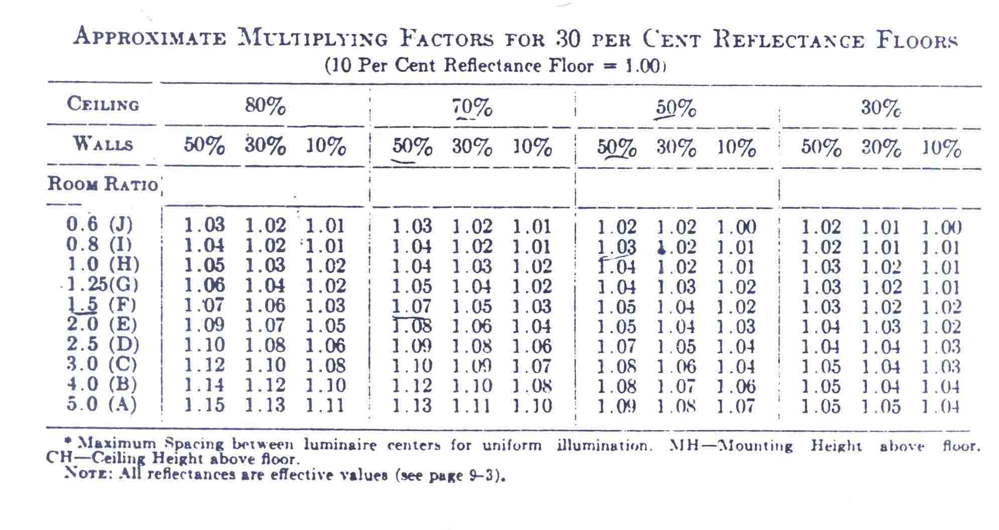 APPROXIMATE MULTIPLYING FACTORS FOR 30 PER CENT REFLECTANCE FLOORS
(10 Per Cent Reflectance Floor = 1.00)
CEILING 80% 70% 50% 30%
WALLS 50% 30% 10% 50% 30% 10% 50% 30% 10% 50% 30% 10%
ROOM RATIO
0.6 (J) 1.03 1.02 1.01 1.03 1.02 1.01 1.02 1.02 1.00 1.02 1.01 1.00
0.8 (I) 1.04 1.02 1.01 1.04 1.02 1.01 1.03 1.02 1.01 1.02 1.01 1.01
1.0 (H) 1.05 1.03 1.02 1.04 1.03 1.02 1.04 1.02 1.01 1.03 1.02 1.01
1.25(G) 1.06 1.04 1.02 1.05 1.04 1.02 1.04 1.03 1.02 1.03 1.02 1.01
1.5 (F) 1.07 1.06 1.03 1.07 1.05 1.03 1.05 1.04 1.02 1.03 1.02 1.02
2.0 (E) 1.09 1.07 1.05 1.08 1.06 1.04 1.05 1.04 1.03 1.04 1.03 1.02
2.5 (D) 1.10 1.08 1.06 1.09 1.08 1.06 1.07 1.05 1.04 1.04 1.04 1.03
3.0 (C) 1.12 1.10 1.08 1.10 1.09 1.07 1.08 1.06 1.04 1.05 1.04 1.03
4.0 (B) 1.14 1.12 1.10 1.12 1.10 1.08 1.08 1.07 1.06 1.05 1.04 1.04
5.0 (A) 1.15 1.13 1.11 1.13 1.11 1.10 1.09 1.08 1.07 1.05 1.05 1.04
* Maximum Spacing between luminaire centers for uniform illumination. MH—Mounting Height above floor.
CH—Ceiling Height above floor.
NOTE: All reflectances are effective values (see page 9–3).